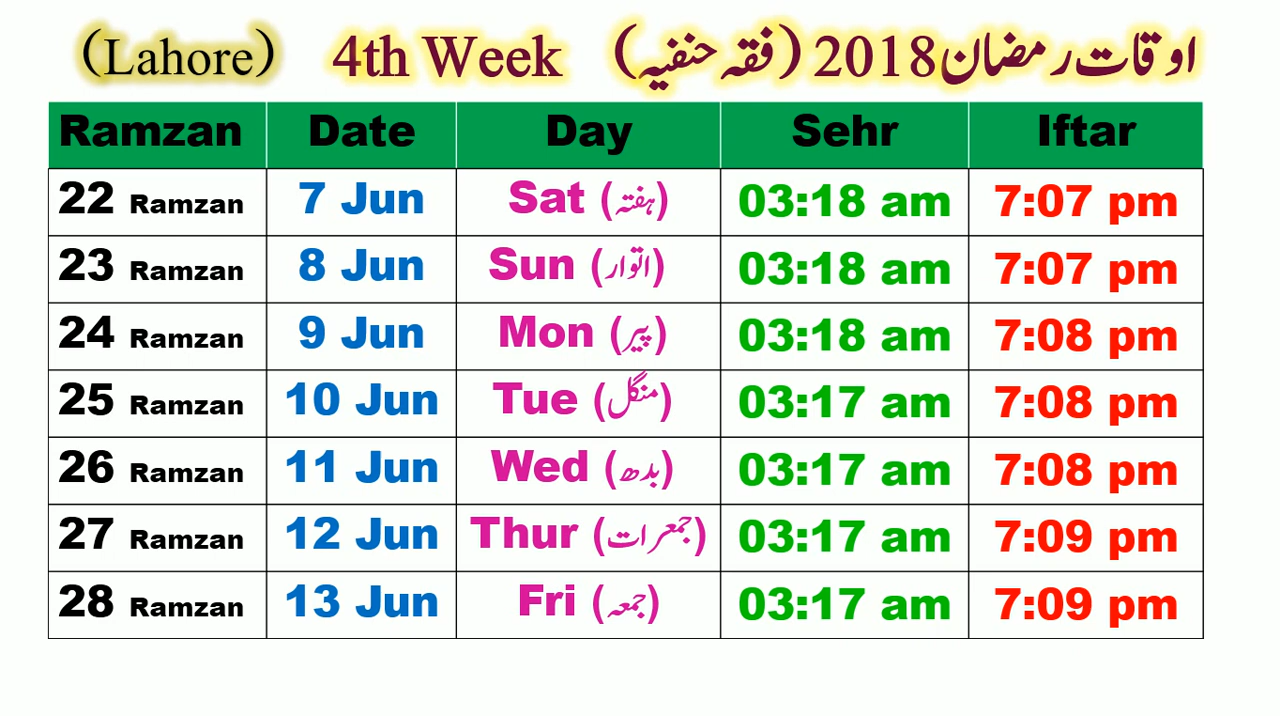 (Lahore) 4th Week اوقات رمضان 2018 (فقہ حنفیہ)
Ramzan Date Day Sehr Iftar
22 Ramzan 7 Jun Sat (ہفتہ) 03:18 am 7:07 pm
23 Ramzan 8 Jun Sun (اتوار) 03:18 am 7:07 pm
24 Ramzan 9 Jun Mon (پیر) 03:18 am 7:08 pm
25 Ramzan 10 Jun Tue (منگل) 03:17 am 7:08 pm
26 Ramzan 11 Jun Wed (بدھ) 03:17 am 7:08 pm
27 Ramzan 12 Jun Thur (جمعرات) 03:17 am 7:09 pm
28 Ramzan 13 Jun Fri (جمعہ) 03:17 am 7:09 pm